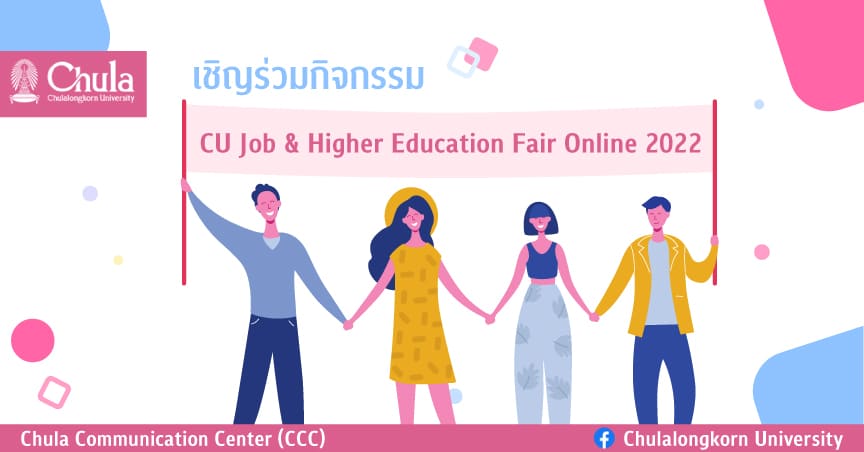 Chula
Chulalongkorn University
เชิญร่วมกิจกรรม
CU Job & Higher Education Fair Online 2022
Chula Communication Center (CCC)
Chulalongkorn University